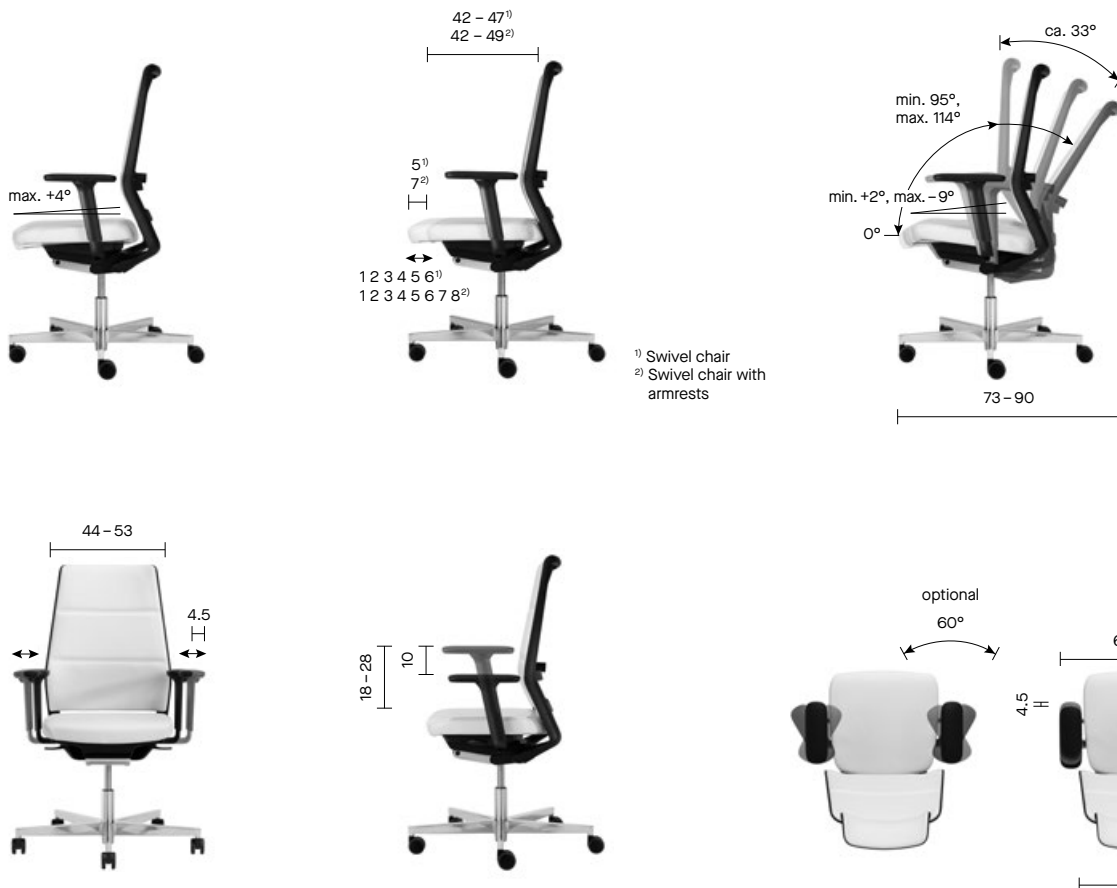 max. +4°
42 – 47¹⁾
42 – 49²⁾
5¹⁾
7²⁾
1 2 3 4 5 6¹⁾
1 2 3 4 5 6 7 8²⁾
¹⁾ Swivel chair
²⁾ Swivel chair with
armrests
ca. 33°
min. 95°,
max. 114°
min. +2°, max. – 9°
0°
73 – 90
44 – 53
4.5
18 – 28
10
optional
60°
4.5